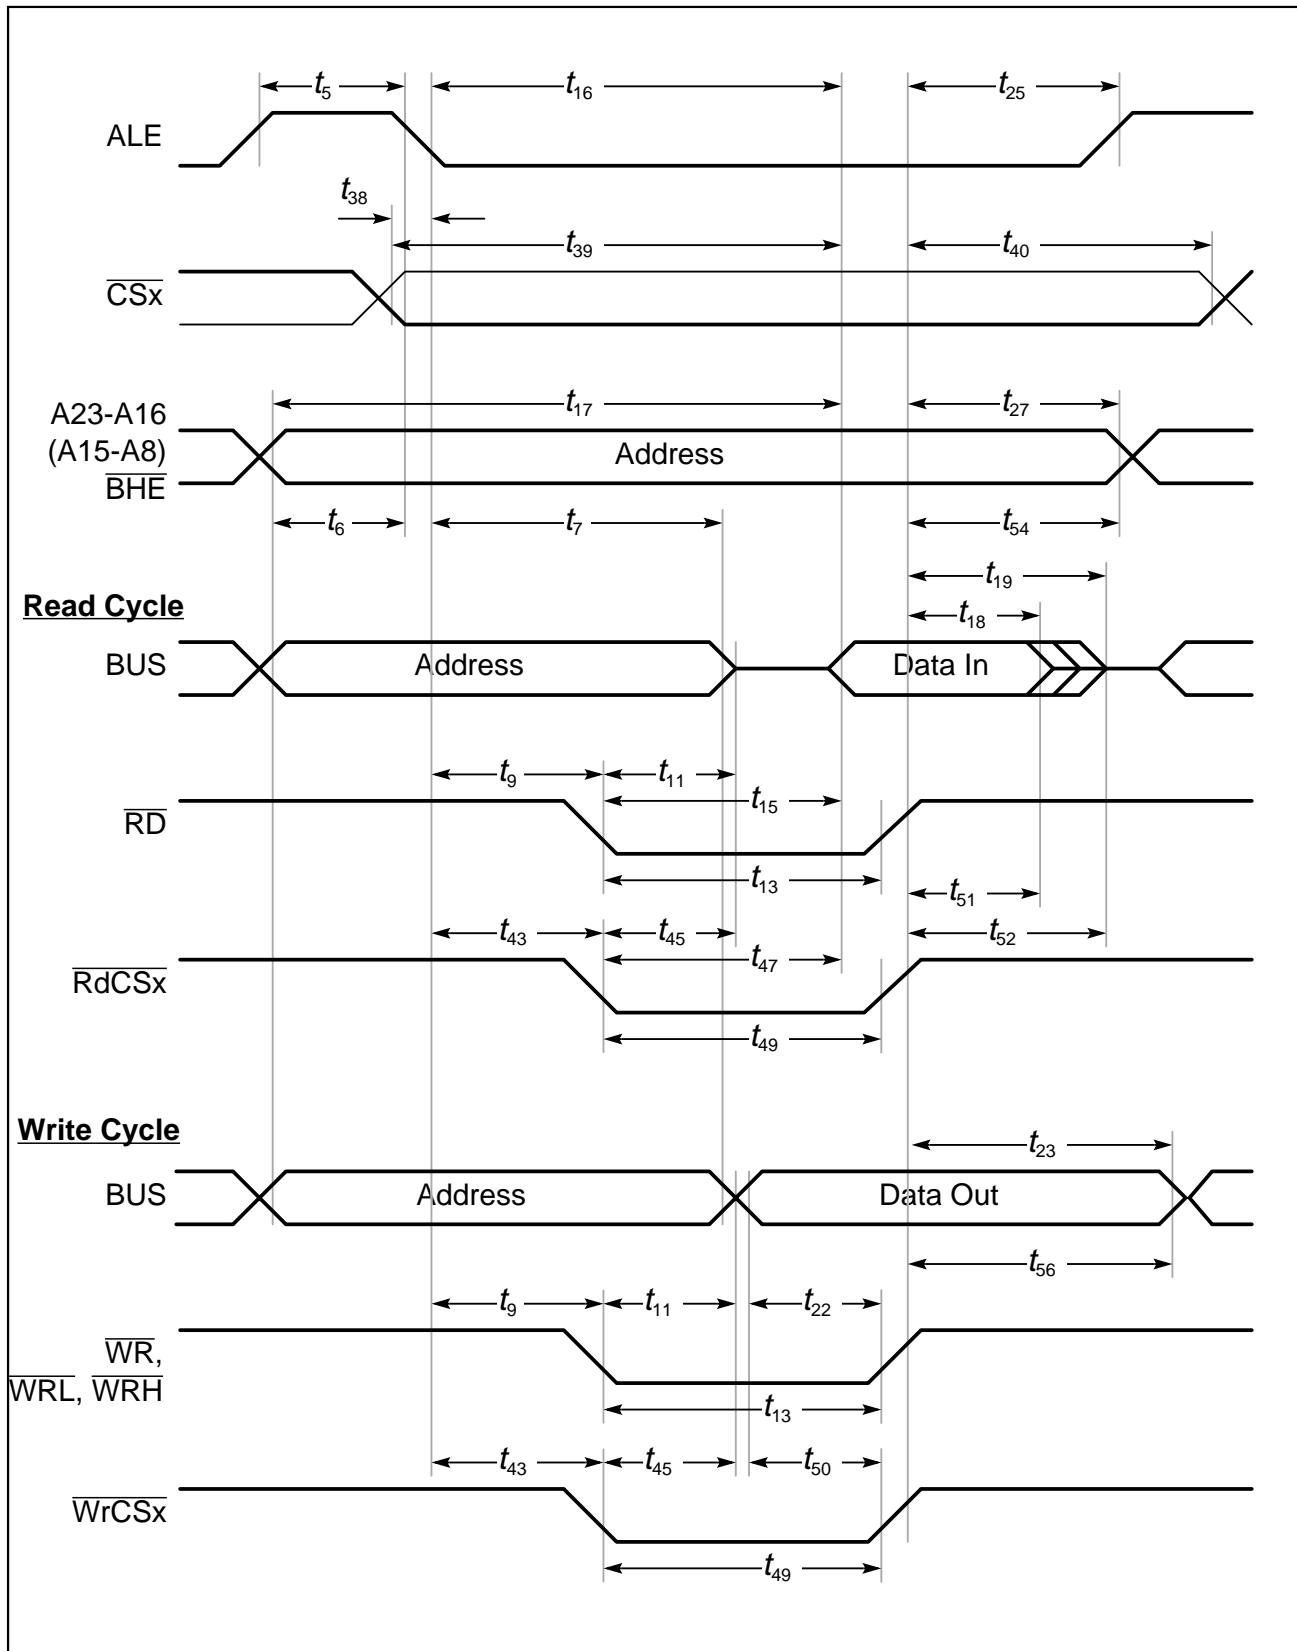 t5 t16 t25
ALE
t38
t39 t40
CSx
t17 t27
A23-A16
(A15-A8)
BHE
Address
t6 t7 t54
t19
Read Cycle
t18
BUS Address Data In
t9 t11
t15
RD
t13
t51
t43 t45 t52
t47
RdCSx
t49
Write Cycle
t23
BUS Address Data Out
t56
t9 t11 t22
WR,
WRL, WRH
t13
t43 t45 t50
WrCSx
t49